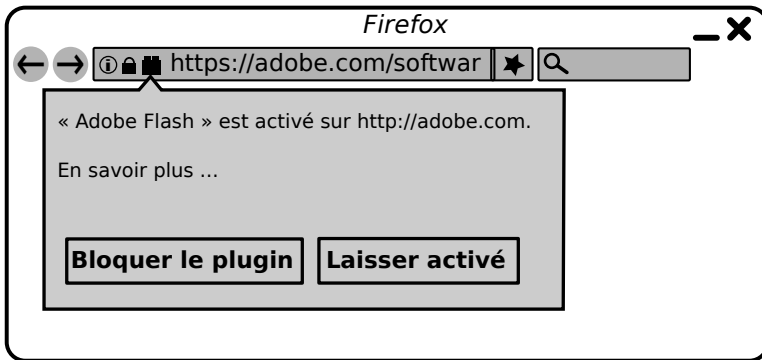 Firefox
https://adobe.com/softwar
« Adobe Flash » est activé sur http://adobe.com.
En savoir plus ...
Bloquer le plugin
Laisser activé